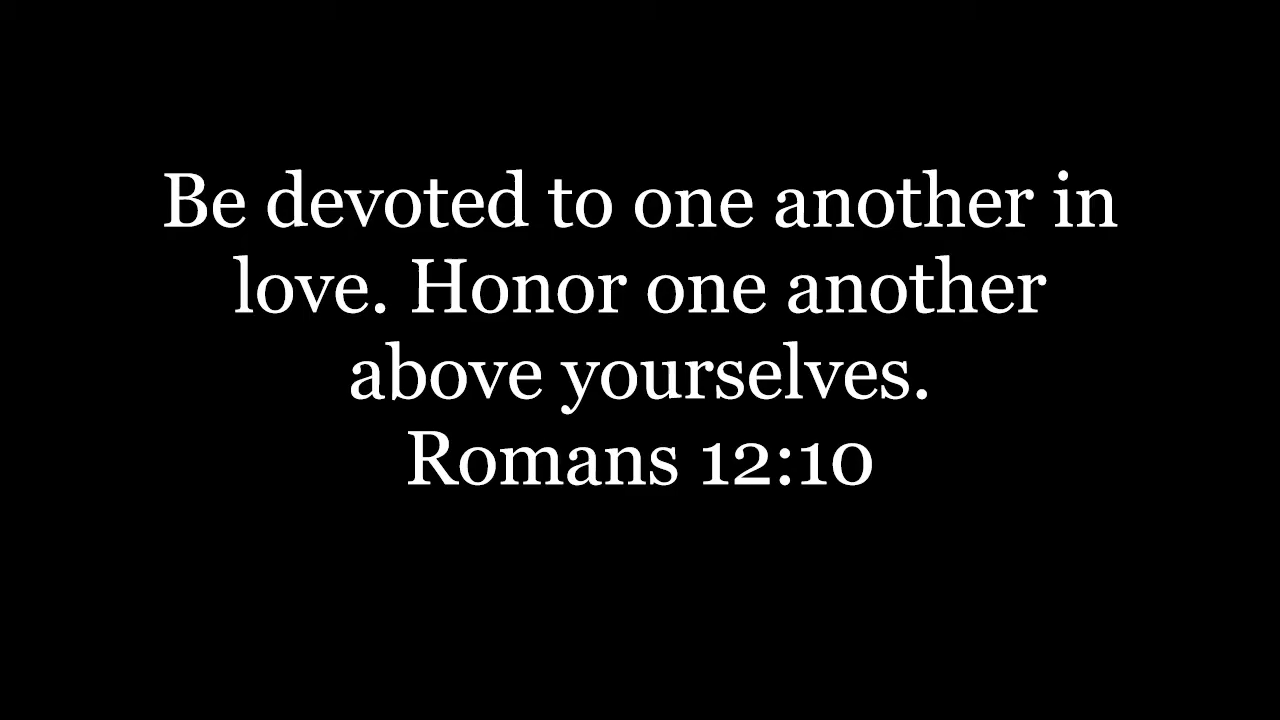 Be devoted to one another in
love. Honor one another
above yourselves.
Romans 12:10